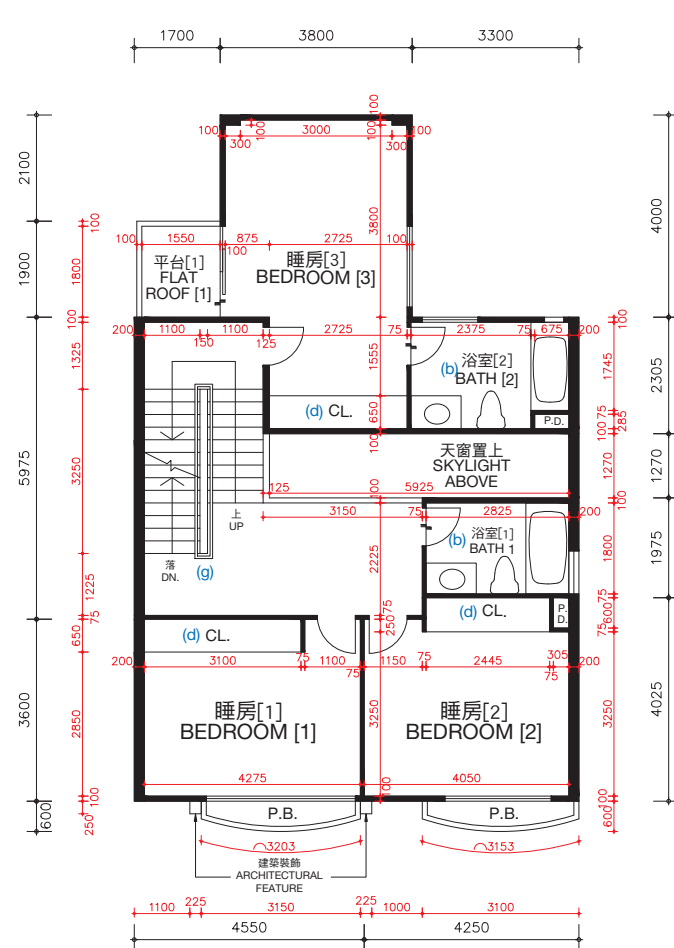 1700 3800 3300
100
100 100 3000 100 100
300 300
2100
4000
3800
100
100 1550 875 2725 100
100
平台[1]
FLAT
ROOF [1]
睡房[3]
BEDROOM [3]
1900
1800
100
200 1100 1100 2725 75 2375 75 675 200
150 125
100
1325
1555
浴室[2]
(b) BATH [2]
1745
2305
650
(d) CL.
P.D.
75
285
100
100
5975
3250
天窗置上
SKYLIGHT
ABOVE
1270
1270
125 5925
100
100
上
UP
3150 75 2825 200
浴室[1]
(b) BATH 1
1800
1975
落
DN.
(g)
2225
1225
75
75
600
(d) CL.
P.
D.
75
75
250
650
(d) CL.
200 3100 75 1100 1150 75 2445 305 200
75 75
3600
2850
3250
3250
4025
睡房[1]
BEDROOM [1]
睡房[2]
BEDROOM [2]
4275 4050
100
100
100
P.B. P.B.
600
250
600
3203 3153
建築裝飾
ARCHITECTURAL
FEATURE
1100 225 3150 225 1000 3100
4550 4250